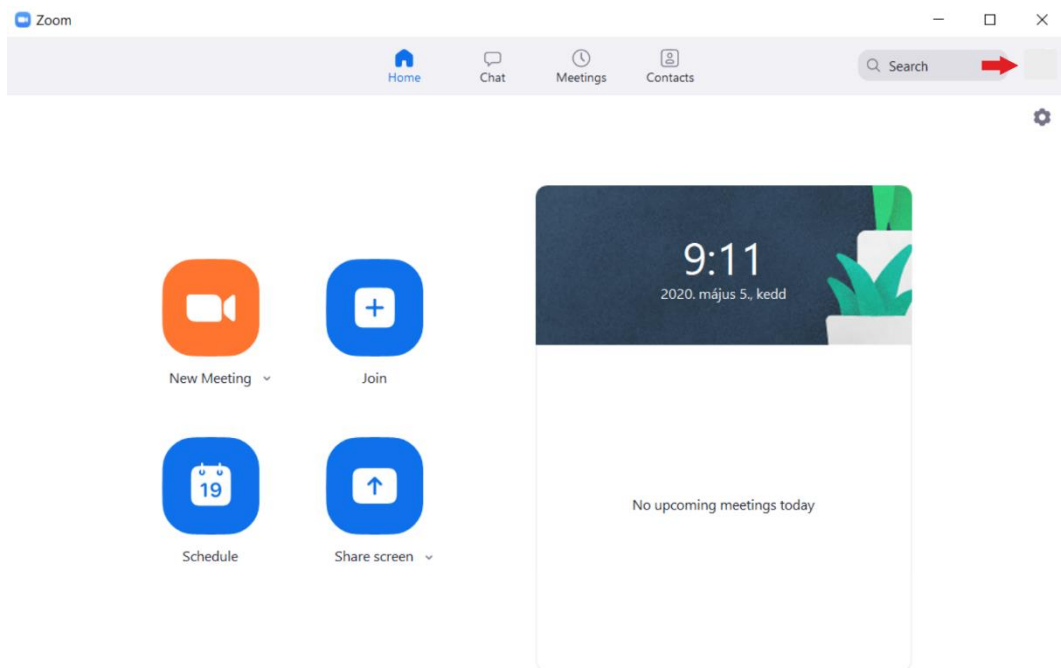 Zoom
Home
Chat
Meetings
Contacts
Search
9:11
2020. május 5., kedd
New Meeting
Join
19
Schedule
Share screen
No upcoming meetings today